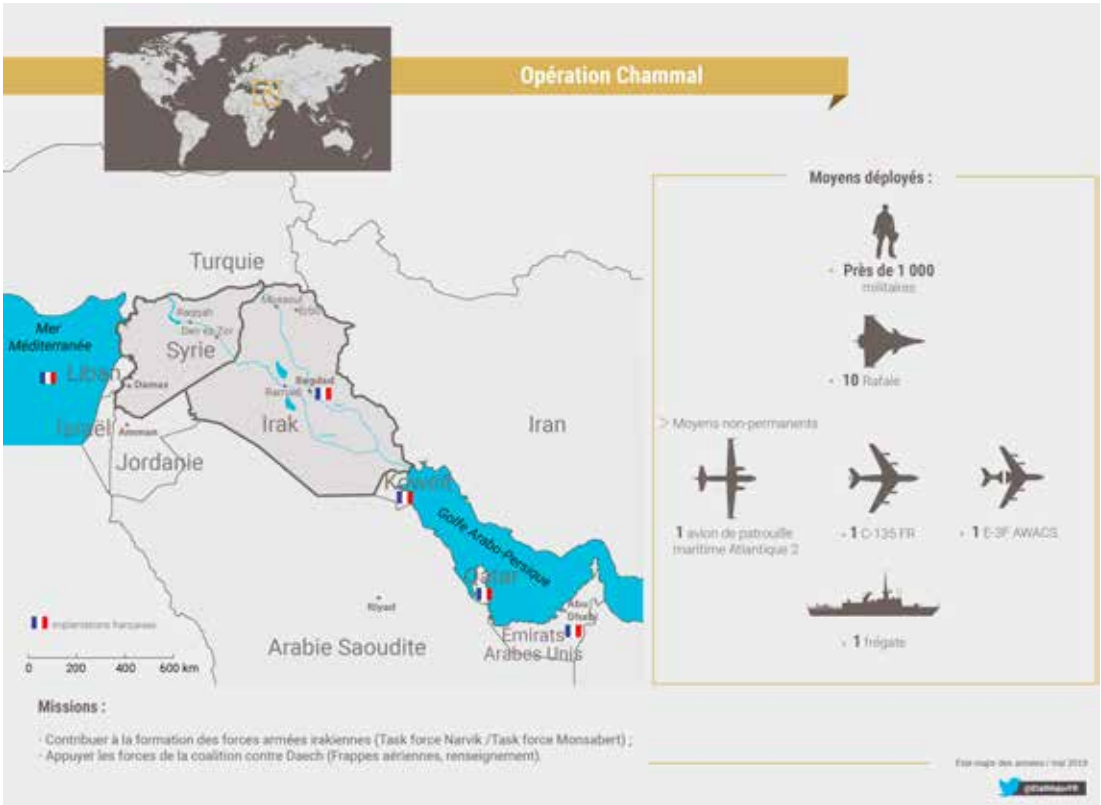 Opération Chammal
Moyens déployés :
Près de 1 000
militaires
10 Rafale
> Moyens non-permanents
1 avion de patrouille
maritime Atlantique 2
1 C-135 FR
1 E-3F AWACS
1 frégate
Turquie
Mer
Méditerranée
Mossoul
Erbil
Raqqah
Deir ez-Zor
Syrie
Liban
Damas
Bagdad
Ramadi
Irak
Iran
Israël
Amman
Jordanie
Koweït
Golfe Arabo-Persique
Qatar
Riyad
Abu
Dhabi
Emirats
Arabes Unis
Arabie Saoudite
implantations françaises
0 200 400 600 km
Missions :
- Contribuer à la formation des forces armées irakiennes (Task force Narvik /Task force Monsabert) ;
- Appuyer les forces de la coalition contre Daech (Frappes aériennes, renseignement).
Etat-major des armées / mai 2019
@EtatMajorFR